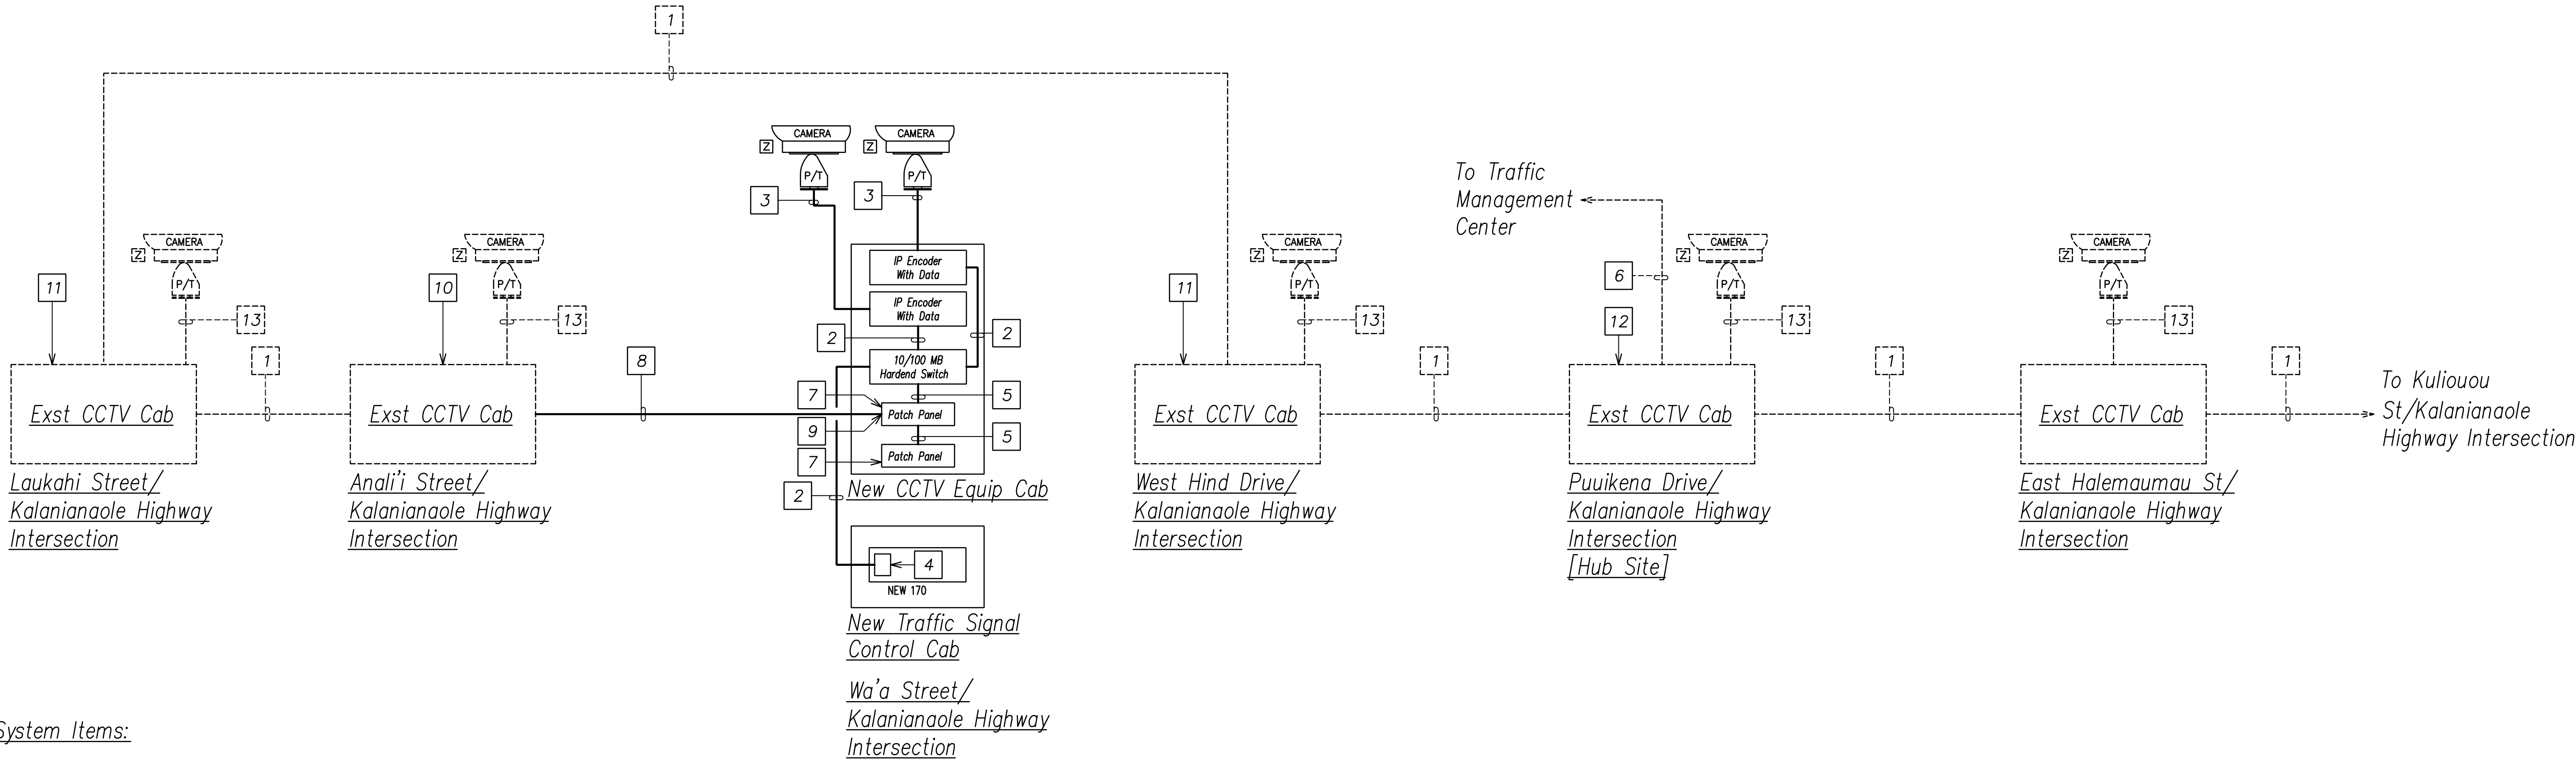 1
CAMERA
Z
P/T
3
CAMERA
Z
P/T
3
To Traffic
Management
Center
CAMERA
Z
P/T
13
11
1
Exst CCTV Cab
Laukahi Street/
Kalanianaole Highway
Intersection
CAMERA
Z
P/T
13
10
Exst CCTV Cab
Anali'i Street/
Kalanianaole Highway
Intersection
8
IP Encoder
With Data
IP Encoder
With Data
2
2
10/100 MB
Hardend Switch
7
5
Patch Panel
9
5
7
Patch Panel
2
New CCTV Equip Cab
4
NEW 170
New Traffic Signal
Control Cab
Wa'a Street/
Kalanianaole Highway
Intersection
CAMERA
Z
P/T
13
11
Exst CCTV Cab
West Hind Drive/
Kalanianaole Highway
Intersection
1
6
12
CAMERA
Z
P/T
13
Exst CCTV Cab
Puuikena Drive/
Kalanianaole Highway
Intersection
[Hub Site]
1
CAMERA
Z
P/T
13
Exst CCTV Cab
East Halemaumau St/
Kalanianaole Highway
Intersection
1
To Kuliouou
St/Kalanianaole
Highway Intersection
System Items: